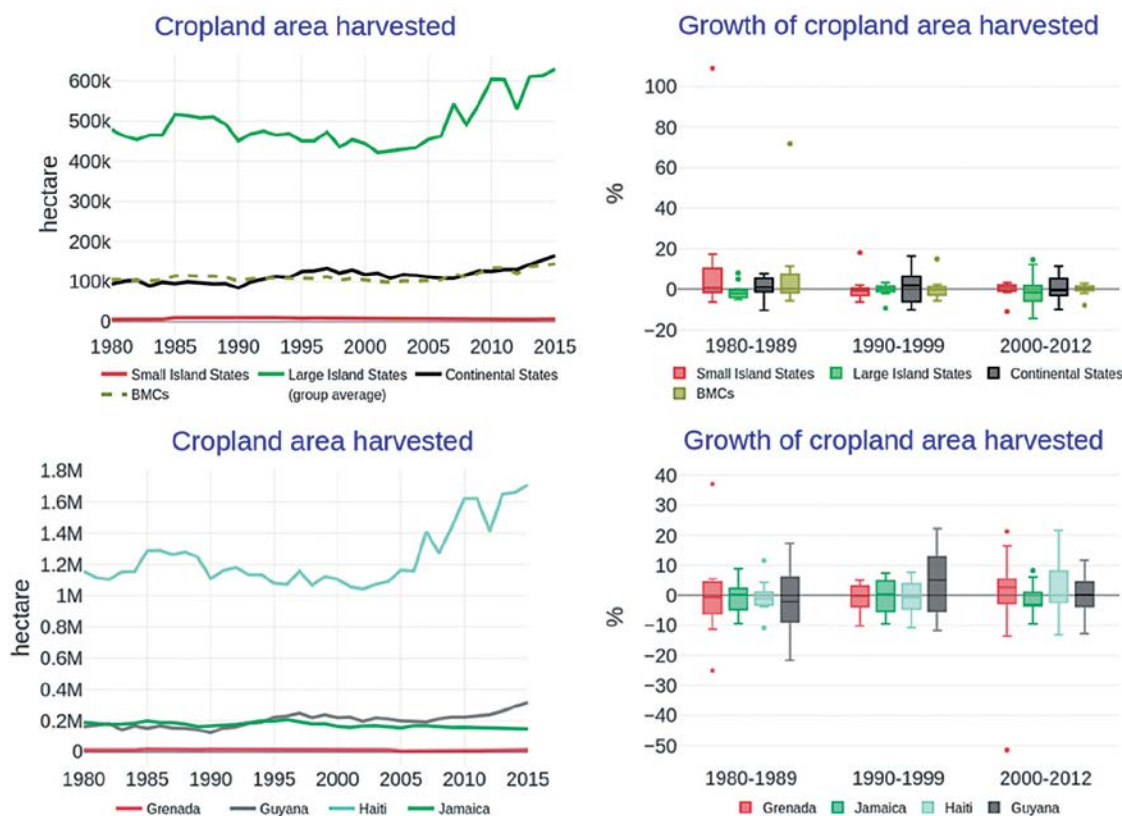 Cropland area harvested
600k
500k
400k
300k
200k
100k
0
hectare
1980 1985 1990 1995 2000 2005 2010 2015
Small Island States Large Island States Continental States
BMCs (group average)
Growth of cropland area harvested
100
80
60
40
20
0
−20
%
1980-1989 1990-1999 2000-2012
Small Island States Large Island States Continental States
BMCs
Cropland area harvested
1.8M
1.6M
1.4M
1.2M
1M
0.8M
0.6M
0.4M
0.2M
0
hectare
1980 1985 1990 1995 2000 2005 2010 2015
Grenada Guyana Haiti Jamaica
Growth of cropland area harvested
40
30
20
10
0
−10
−20
−30
−40
−50
%
1980-1989 1990-1999 2000-2012
Grenada Jamaica Haiti Guyana